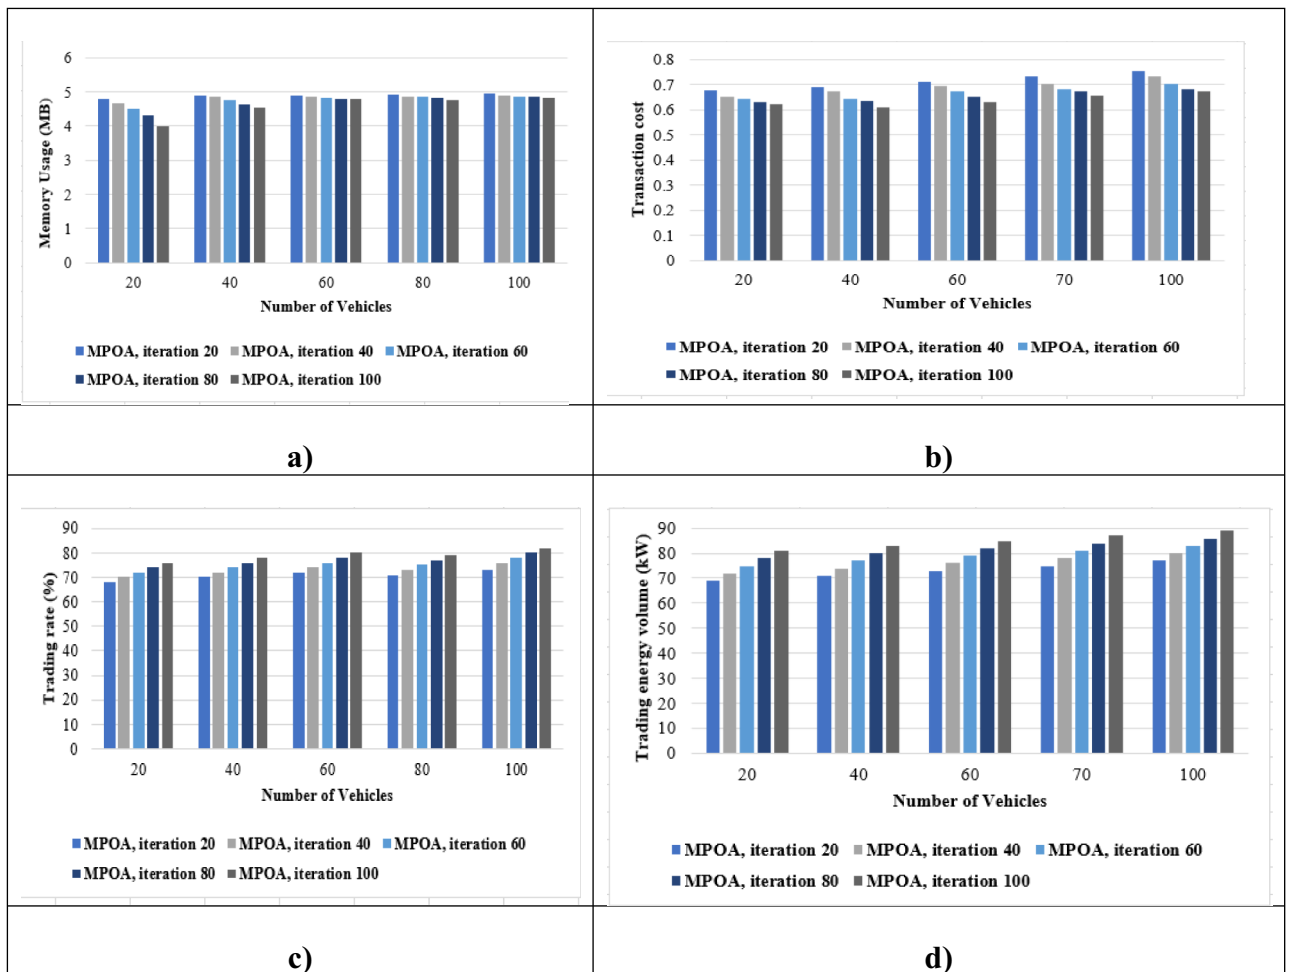 6
5
4
3
2
1
0
Memory Usage (MB)
20 40 60 80 100
Number of Vehicles
MPOA, iteration 20 MPOA, iteration 40 MPOA, iteration 60
MPOA, iteration 80 MPOA, iteration 100
a)
0.8
0.7
0.6
0.5
0.4
0.3
0.2
0.1
0
Transaction cost
20 40 60 70 100
Number of Vehicles
MPOA, iteration 20 MPOA, iteration 40 MPOA, iteration 60
MPOA, iteration 80 MPOA, iteration 100
b)
90
80
70
60
50
40
30
20
10
0
Trading rate (%)
20 40 60 80 100
Number of Vehicles
MPOA, iteration 20 MPOA, iteration 40 MPOA, iteration 60
MPOA, iteration 80 MPOA, iteration 100
c)
90
80
70
60
50
40
30
20
10
0
Trading energy volume (kW)
20 40 60 70 100
Number of Vehicles
MPOA, iteration 20 MPOA, iteration 40 MPOA, iteration 60
MPOA, iteration 80 MPOA, iteration 100
d)